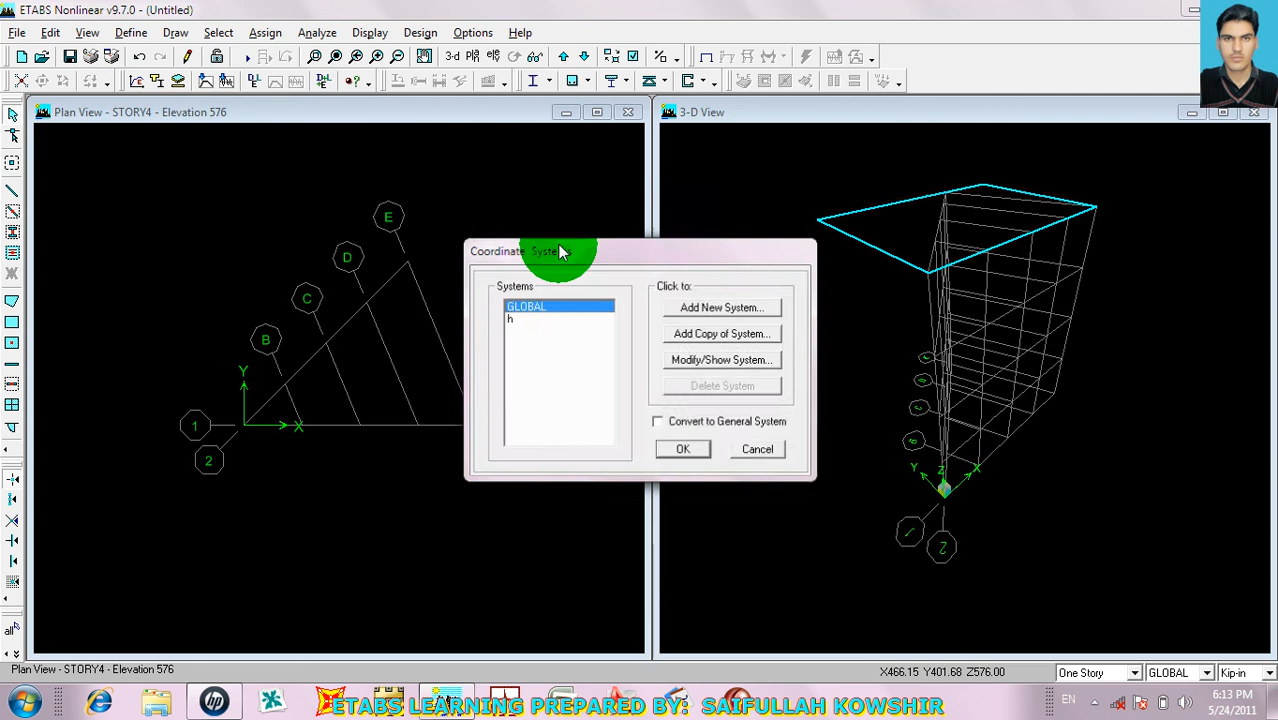 ETABS Nonlinear v9.7.0 - (Untitled)
File Edit View Define Draw Select Assign Analyze Display Design Options Help
3-d
all
Plan View - STORY4 - Elevation 576
3-D View
E
D
C
B
Y
X
1
2
Coordinate Systems
Systems
GLOBAL
h
Click to:
Add New System...
Add Copy of System...
Modify/Show System...
Delete System
Convert to General System
OK
Cancel
Y
Z
X
2
Plan View - STORY4 - Elevation 576
X466.15 Y401.68 Z576.00
One Story
GLOBAL
Kip-in
EN
6:13 PM
5/24/2011
ETABS LEARNING PREPARED BY: SAIFULLAH KOWSHIR